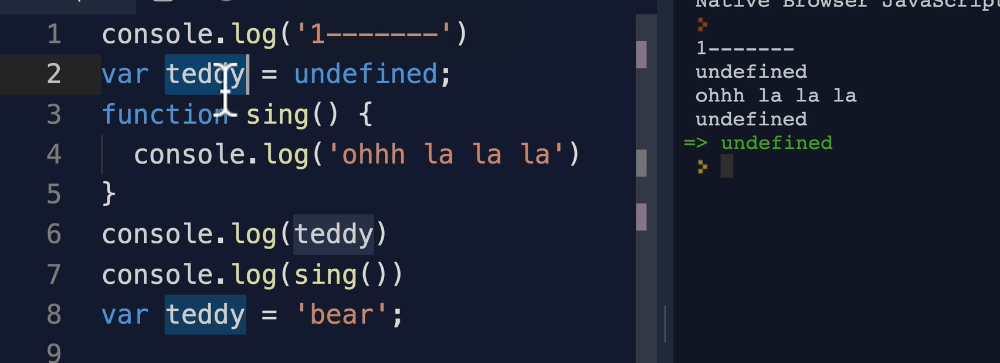 1 console.log('1-------')
2 var teddy = undefined;
3 function sing() {
4 console.log('ohhh la la la')
5 }
6 console.log(teddy)
7 console.log(sing())
8 var teddy = 'bear';
9
Native Browser JavaScript
1-------
undefined
ohhh la la la
undefined
=> undefined